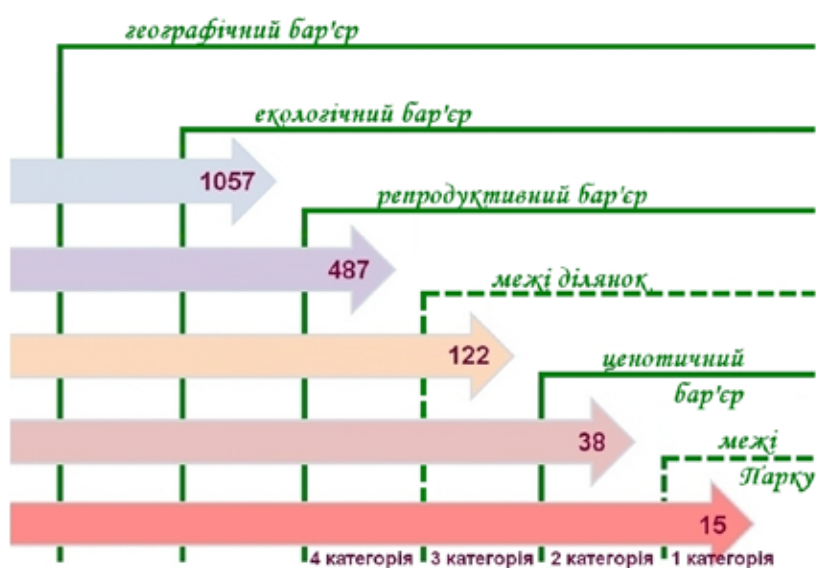 географічний бар'єр
екологічний бар'єр
1057
репродуктивний бар'єр
487
межі ділянок
122
ценотичний
бар'єр
38
межі
Парку
15
4 категорія 3 категорія 2 категорія 1 категорія